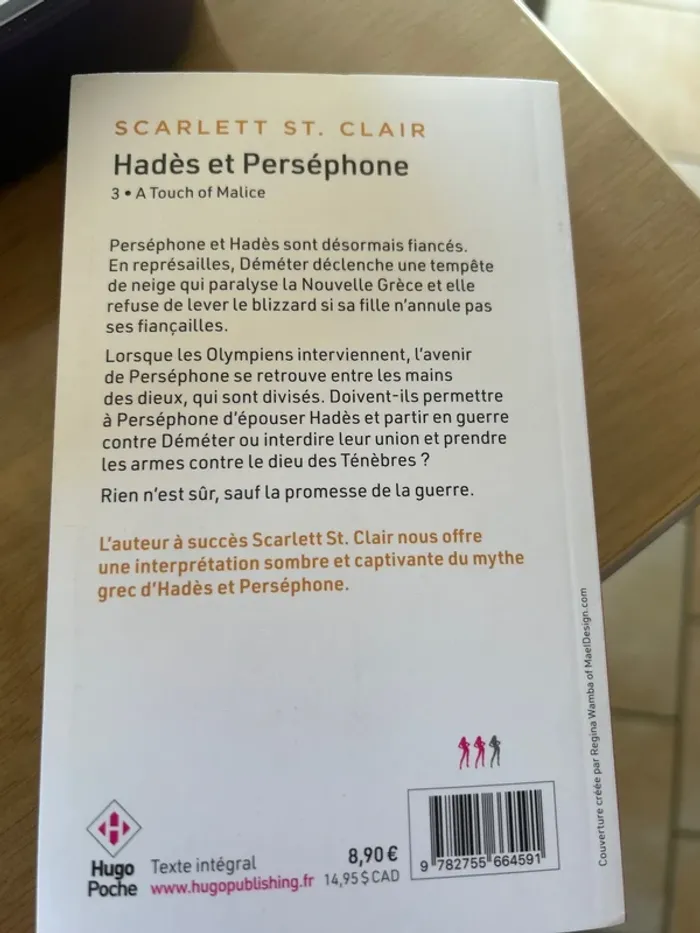 SCARLETT ST. CLAIR
Hadès et Perséphone
3 • A Touch of Malice
Perséphone et Hadès sont désormais fiancés.
En représailles, Déméter déclenche une tempête
de neige qui paralyse la Nouvelle Grèce et elle
refuse de lever le blizzard si sa fille n'annule pas
ses fiançailles.
Lorsque les Olympiens interviennent, l'avenir
de Perséphone se retrouve entre les mains
des dieux, qui sont divisés. Doivent-ils permettre
à Perséphone d'épouser Hadès et partir en guerre
contre Déméter ou interdire leur union et prendre
les armes contre le dieu des Ténèbres ?
Rien n'est sûr, sauf la promesse de la guerre.
L'auteur à succès Scarlett St. Clair nous offre
une interprétation sombre et captivante du mythe
grec d'Hadès et Perséphone.
Couverture créée par Regina Wamba of MaelDesign.com
Hugo
Poche
Texte intégral
www.hugopublishing.fr
8,90 €
14,95 $ CAD
9 782755 664591